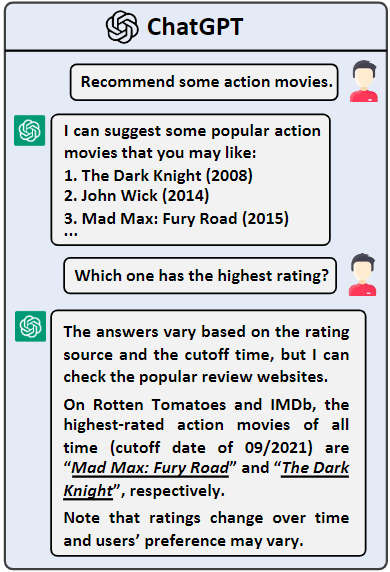 ChatGPT
Recommend some action movies.
I can suggest some popular action
movies that you may like:
1. The Dark Knight (2008)
2. John Wick (2014)
3. Mad Max: Fury Road (2015)
...
Which one has the highest rating?
The answers vary based on the rating
source and the cutoff time, but I can
check the popular review websites.
On Rotten Tomatoes and IMDb, the
highest-rated action movies of all
time (cutoff date of 09/2021) are
“Mad Max: Fury Road” and “The Dark
Knight”, respectively.
Note that ratings change over time
and users’ preference may vary.